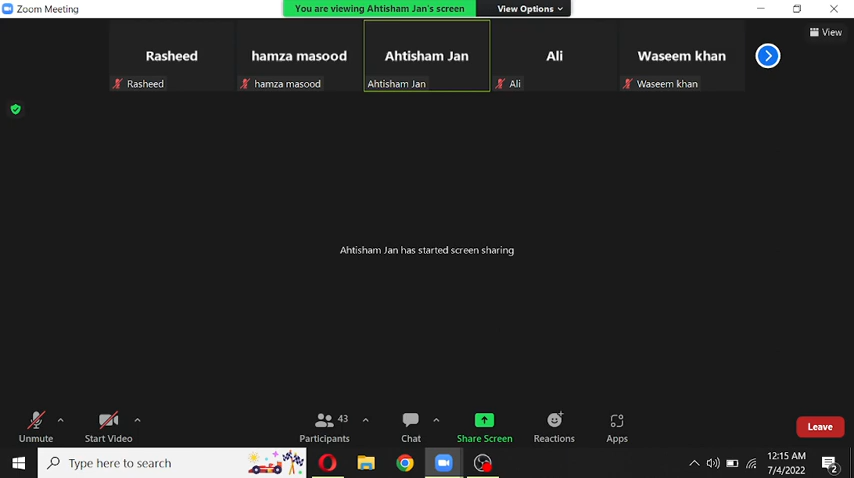 Zoom Meeting
You are viewing Ahtisham Jan's screen
View Options
View
Rasheed
hamza masood
Ahtisham Jan
Ali
Waseem khan
Rasheed
hamza masood
Ahtisham Jan
Ali
Waseem khan
Ahtisham Jan has started screen sharing
43
Unmute
Start Video
Participants
Chat
Share Screen
Reactions
Apps
Leave
Type here to search
12:15 AM
7/4/2022
2